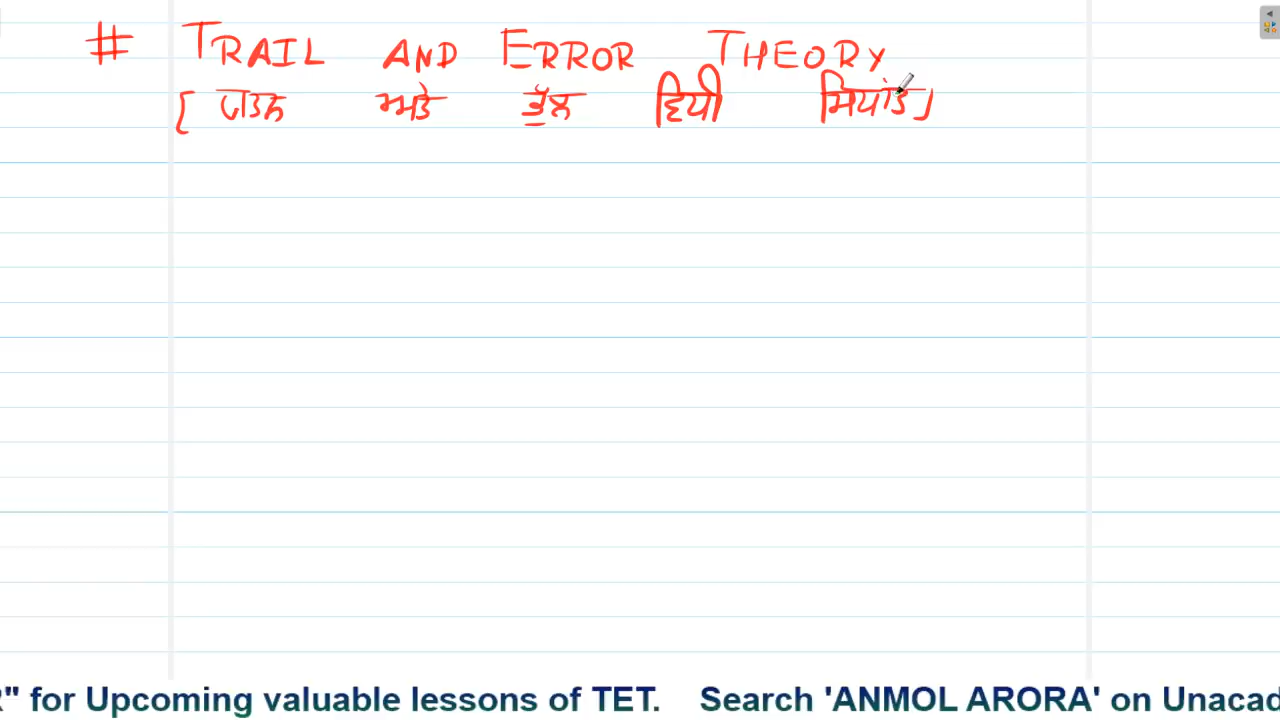 # TRAIL AND ERROR THEORY
[ਯਤਨ ਅਤੇ ਭੁੱਲ ਵਿਧੀ ਸਿਧਾਂਤ]
R" for Upcoming valuable lessons of TET. Search 'ANMOL ARORA' on Unacad